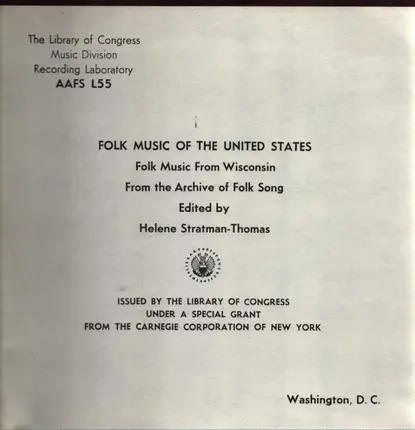 The Library of Congress
Music Division
Recording Laboratory
AAFS L55
FOLK MUSIC OF THE UNITED STATES
Folk Music From Wisconsin
From the Archive of Folk Song
Edited by
Helene Stratman-Thomas
ISSUED BY THE LIBRARY OF CONGRESS
UNDER A SPECIAL GRANT
FROM THE CARNEGIE CORPORATION OF NEW YORK
Washington, D. C.